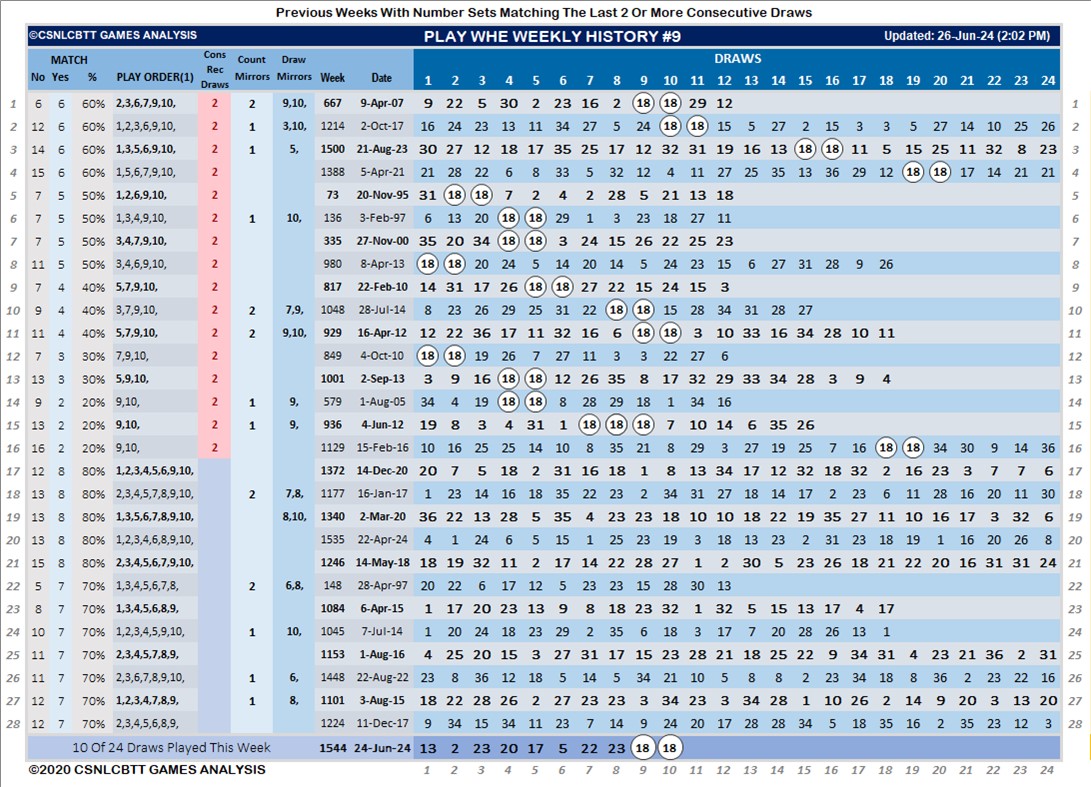 Previous Weeks With Number Sets Matching The Last 2 Or More Consecutive Draws
©CSNLCBTT GAMES ANALYSIS PLAY WHE WEEKLY HISTORY #9 Updated: 26-Jun-24 (2:02 PM)
MATCH Cons Rec Draws Count Mirrors Draw Mirrors DRAWS
No Yes % PLAY ORDER(1) Week Date 1 2 3 4 5 6 7 8 9 10 11 12 13 14 15 16 17 18 19 20 21 22 23 24
1 6 6 60% 2,3,6,7,9,10, 2 2 9,10, 667 9-Apr-07 9 22 5 30 2 23 16 2 18 18 29 12 1
2 12 6 60% 1,2,3,6,9,10, 2 1 3,10, 1214 2-Oct-17 16 24 23 13 11 34 27 5 24 18 18 15 5 27 2 15 3 3 5 27 14 10 25 26 2
3 14 6 60% 1,3,5,6,9,10, 2 1 5, 1500 21-Aug-23 30 27 12 18 17 35 25 17 12 32 31 19 16 13 18 18 11 5 15 25 11 32 8 23 3
4 15 6 60% 1,5,6,7,9,10, 2 1388 5-Apr-21 21 28 22 6 8 33 5 32 12 4 11 27 25 35 13 36 29 12 18 18 17 14 21 21 4
5 7 5 50% 1,2,6,9,10, 2 73 20-Nov-95 31 18 18 7 2 4 2 28 5 21 13 18 5
6 7 5 50% 1,3,4,9,10, 2 1 10, 136 3-Feb-97 6 13 20 18 18 29 1 3 23 18 27 11 6
7 7 5 50% 3,4,7,9,10, 2 335 27-Nov-00 35 20 34 18 18 3 24 15 26 22 25 23 7
8 11 5 50% 3,4,6,9,10, 2 980 8-Apr-13 18 18 20 24 5 14 20 14 5 24 23 15 6 27 31 28 9 26 8
9 7 4 40% 5,7,9,10, 2 817 22-Feb-10 14 31 17 26 18 18 27 22 15 24 15 3 9
10 9 4 40% 3,7,9,10, 2 2 7,9, 1048 28-Jul-14 8 23 26 29 25 31 22 18 18 15 28 34 31 28 27 10
11 11 4 40% 5,7,9,10, 2 2 9,10, 929 16-Apr-12 12 22 36 17 11 32 16 6 18 18 3 10 33 16 34 28 10 11 11
12 7 3 30% 7,9,10, 2 849 4-Oct-10 18 18 19 26 7 27 11 3 3 22 27 6 12
13 13 3 30% 5,9,10, 2 1001 2-Sep-13 3 9 16 18 18 12 26 35 8 17 32 29 33 34 28 3 9 4 13
14 9 2 20% 9,10, 2 1 9, 579 1-Aug-05 34 4 19 18 18 8 28 29 18 1 34 16 14
15 13 2 20% 9,10, 2 1 9, 936 4-Jun-12 19 8 3 4 31 1 18 18 18 7 10 14 6 35 26 15
16 16 2 20% 9,10, 2 1129 15-Feb-16 10 16 25 25 14 10 8 35 21 8 29 3 27 19 25 7 16 18 18 34 30 9 14 36 16
17 12 8 80% 1,2,3,4,5,6,9,10, 1372 14-Dec-20 20 7 5 18 2 31 16 18 1 8 13 34 17 12 32 18 32 2 16 23 3 7 7 6 17
18 13 8 80% 2,3,4,5,7,8,9,10, 2 7,8, 1177 16-Jan-17 1 23 14 16 18 35 22 23 2 34 31 27 18 14 17 2 23 6 11 28 16 20 11 30 18
19 13 8 80% 1,3,5,6,7,8,9,10, 8,10, 1340 2-Mar-20 36 22 13 28 5 35 4 23 23 18 10 10 18 22 19 35 27 11 10 16 17 3 32 6 19
20 13 8 80% 2,3,4,5,7,8,9,10, 1535 22-Apr-24 4 1 24 6 5 15 1 25 23 19 3 18 13 23 2 31 23 18 19 1 16 20 26 8 20
21 15 8 80% 2,3,4,5,6,7,9,10, 1246 14-May-18 18 19 32 11 2 17 14 22 28 27 1 2 30 5 23 26 18 21 22 20 16 31 31 24 21
22 5 7 70% 1,3,4,5,6,7,8, 2 6,8, 148 28-Apr-97 20 22 6 17 12 5 23 23 15 28 30 13 22
23 8 7 70% 1,3,4,5,6,8,9, 1084 6-Apr-15 1 17 20 23 13 9 8 18 23 32 1 32 5 15 13 16 4 17 23
24 10 7 70% 1,2,3,4,5,9,10, 1 10, 1045 7-Jul-14 1 20 24 18 23 29 2 35 6 18 3 17 7 20 28 26 13 1 24
25 11 7 70% 2,3,4,5,7,8,9, 1153 1-Aug-16 4 25 20 15 3 27 31 17 15 23 28 21 18 25 22 9 34 31 4 23 21 36 2 31 25
26 11 7 70% 2,3,6,7,8,9,10, 1 6, 1448 22-Aug-22 23 8 36 12 18 5 14 5 34 21 10 5 8 8 2 23 34 18 8 36 2 23 22 16 26
27 12 7 70% 1,2,3,4,7,8,9, 1 8, 1101 3-Aug-15 18 22 28 26 2 27 23 23 3 34 23 3 34 28 1 10 26 2 14 9 20 3 13 20 27
28 12 7 70% 2,3,4,5,6,8,9, 1224 11-Dec-17 9 34 15 34 11 23 7 14 9 24 20 17 28 28 34 5 18 35 16 2 35 23 12 3 28
10 Of 24 Draws Played This Week 1544 24-Jun-24 13 2 23 20 17 5 22 23 18 18
©2020 CSNLCBTT GAMES ANALYSIS 1 2 3 4 5 6 7 8 9 10 11 12 13 14 15 16 17 18 19 20 21 22 23 24